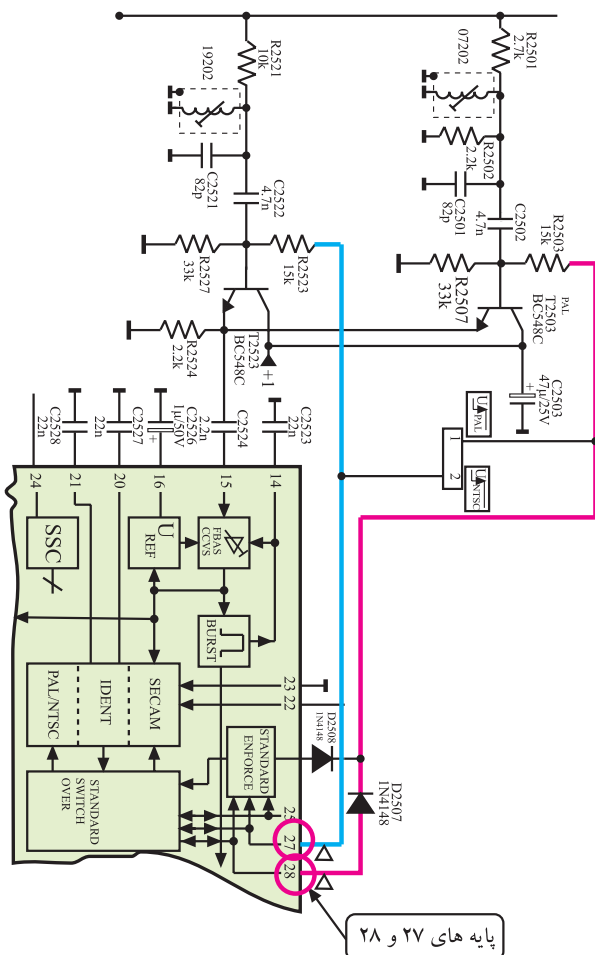 R2521
10k
19202
C2521
82p
C2522
4.7n
R2527
33k
R2523
15k
R2524
2.2k
T2523
BC548C
+1
R2501
2.7k
07202
R2502
2.2k
C2501
82p
C2502
4.7n
R2503
15k
R2507
33k
PAL
T2503
BC548C
+
C2503
47µ/25V
U PAL
1
2
U NTSC
C2528
22n
C2527
22n
C2526
1µ/50V
+
C2524
2.2n
C2523
22n
24
21
20
16
15
14
SSC
U
REF
FBAS
CCVS
BURST
23
22
PAL/NTSC
IDENT
SECAM
STANDARD
ENFORCE
STANDARD
SWITCH
OVER
D2508
1N4148
D2507
1N4148
25
27
28
پایه های ۲۷ و ۲۸